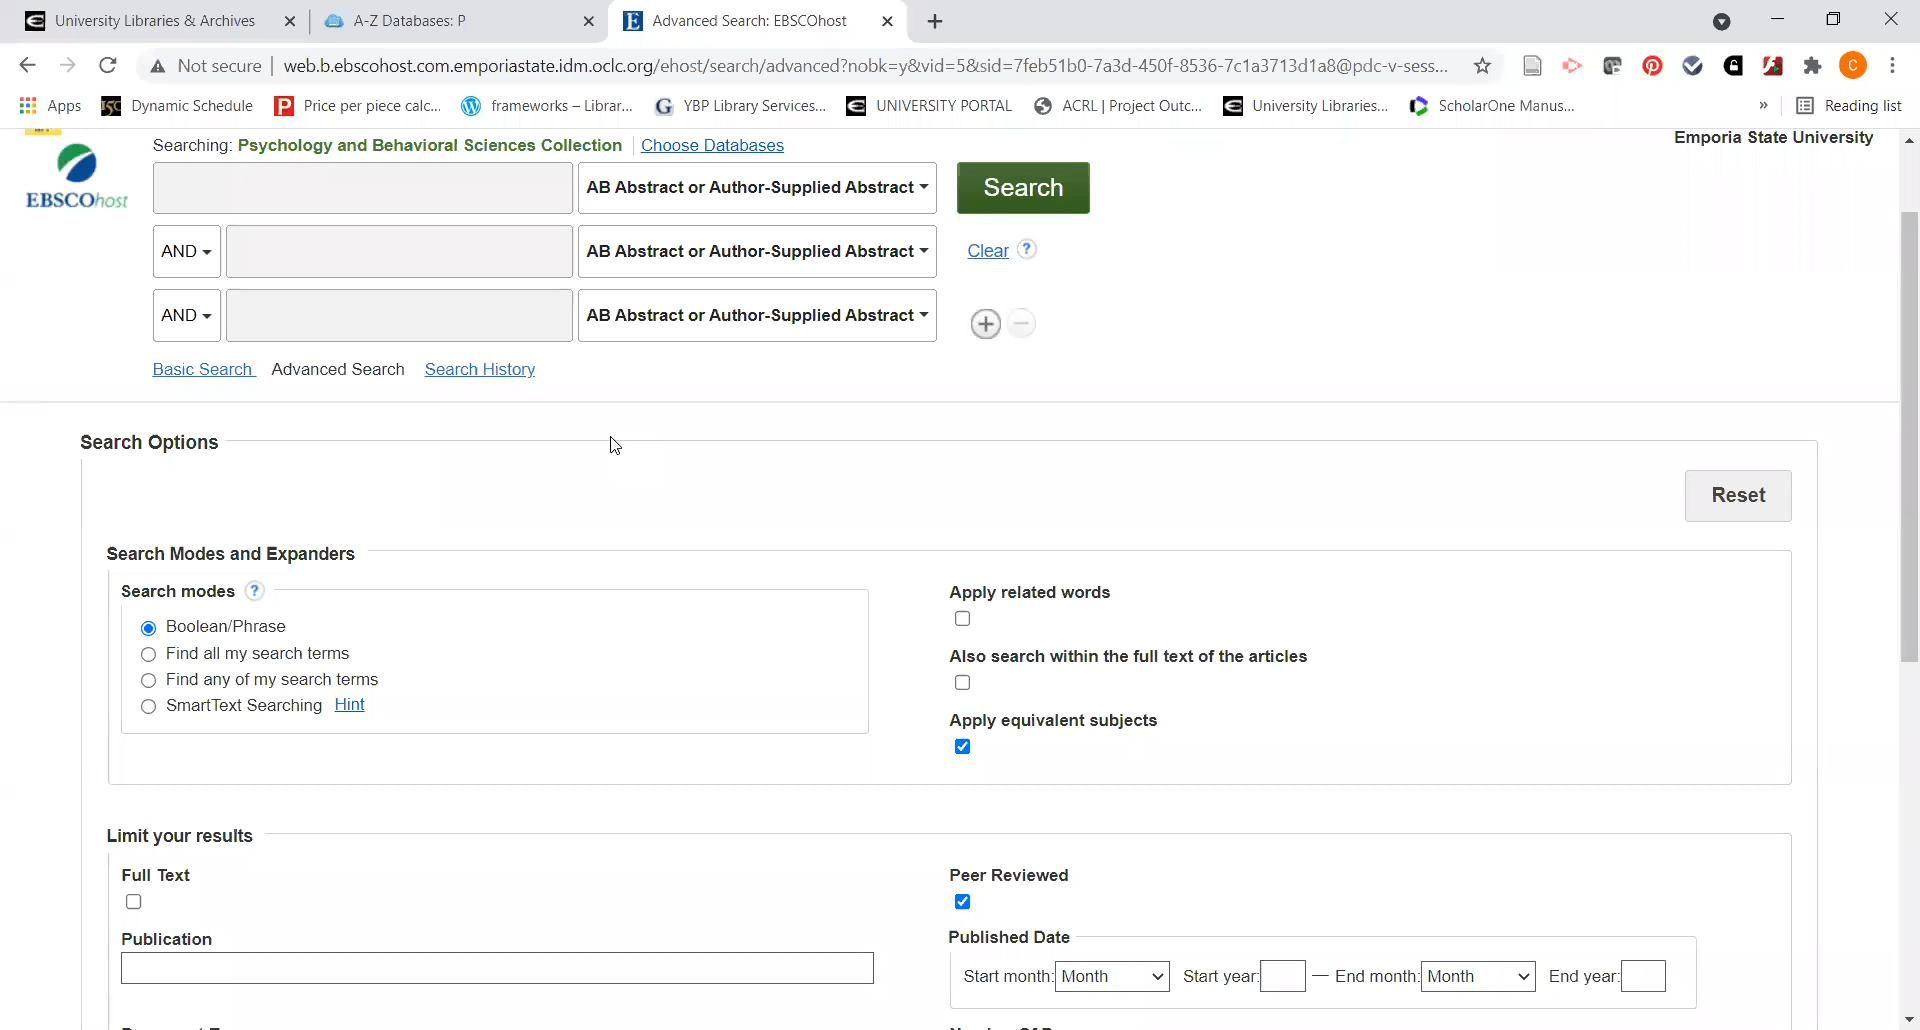 University Libraries & Archives
A-Z Databases: P
Advanced Search: EBSCOhost
Not secure
web.b.ebscohost.com.emporiastate.idm.oclc.org/ehost/search/advanced?nobk=y&vid=5&sid=7feb51b0-7a3d-450f-8536-7c1a3713d1a8@pdc-v-sess...
C
Apps
Dynamic Schedule
Price per piece calc...
frameworks – Librar...
YBP Library Services...
UNIVERSITY PORTAL
ACRL | Project Outc...
University Libraries...
ScholarOne Manus...
»
Reading list
Searching: Psychology and Behavioral Sciences Collection
Choose Databases
Emporia State University
EBSCOhost
AB Abstract or Author-Supplied Abstract
Search
AND
AB Abstract or Author-Supplied Abstract
Clear
?
AND
AB Abstract or Author-Supplied Abstract
Basic Search
Advanced Search
Search History
Search Options
Reset
Search Modes and Expanders
Search modes
?
Boolean/Phrase
Find all my search terms
Find any of my search terms
SmartText Searching
Hint
Apply related words
Also search within the full text of the articles
Apply equivalent subjects
Limit your results
Full Text
Peer Reviewed
Publication
Published Date
Start month: Month
Start year:
— End month: Month
End year: